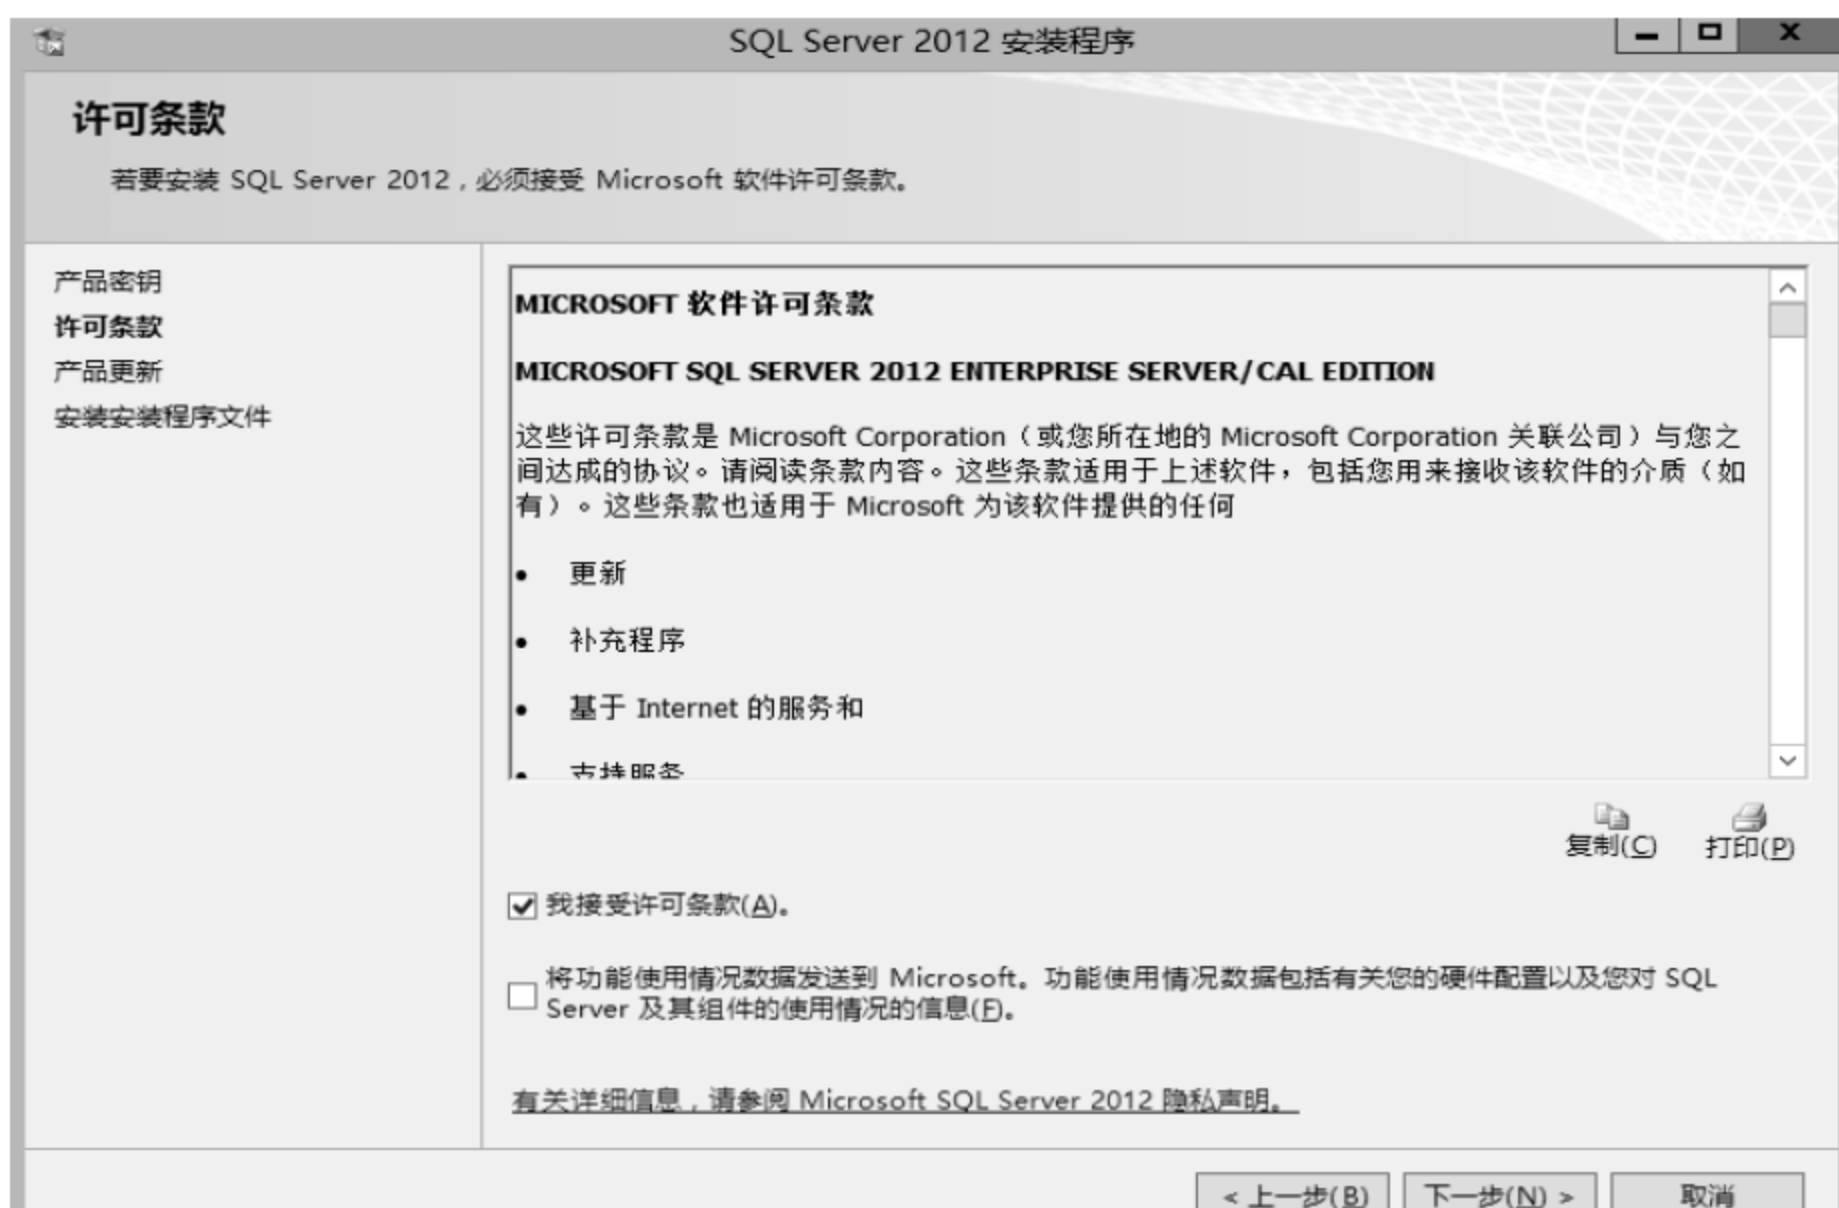 SQL Server 2012 安装程序
许可条款
若要安装 SQL Server 2012，必须接受 Microsoft 软件许可条款。
产品密钥
许可条款
产品更新
安装安装程序文件
MICROSOFT 软件许可条款
MICROSOFT SQL SERVER 2012 ENTERPRISE SERVER/CAL EDITION
这些许可条款是 Microsoft Corporation（或您所在地的 Microsoft Corporation 关联公司）与您之
间达成的协议。请阅读条款内容。这些条款适用于上述软件，包括您用来接收该软件的介质（如
有）。这些条款也适用于 Microsoft 为该软件提供的任何
• 更新
• 补充程序
• 基于 Internet 的服务和
• 支持服务
复制(C)
打印(P)
我接受许可条款(A)。
将功能使用情况数据发送到 Microsoft。功能使用情况数据包括有关您的硬件配置以及您对 SQL
Server 及其组件的使用情况的信息(F)。
有关详细信息，请参阅 Microsoft SQL Server 2012 隐私声明。
< 上一步(B)
下一步(N) >
取消